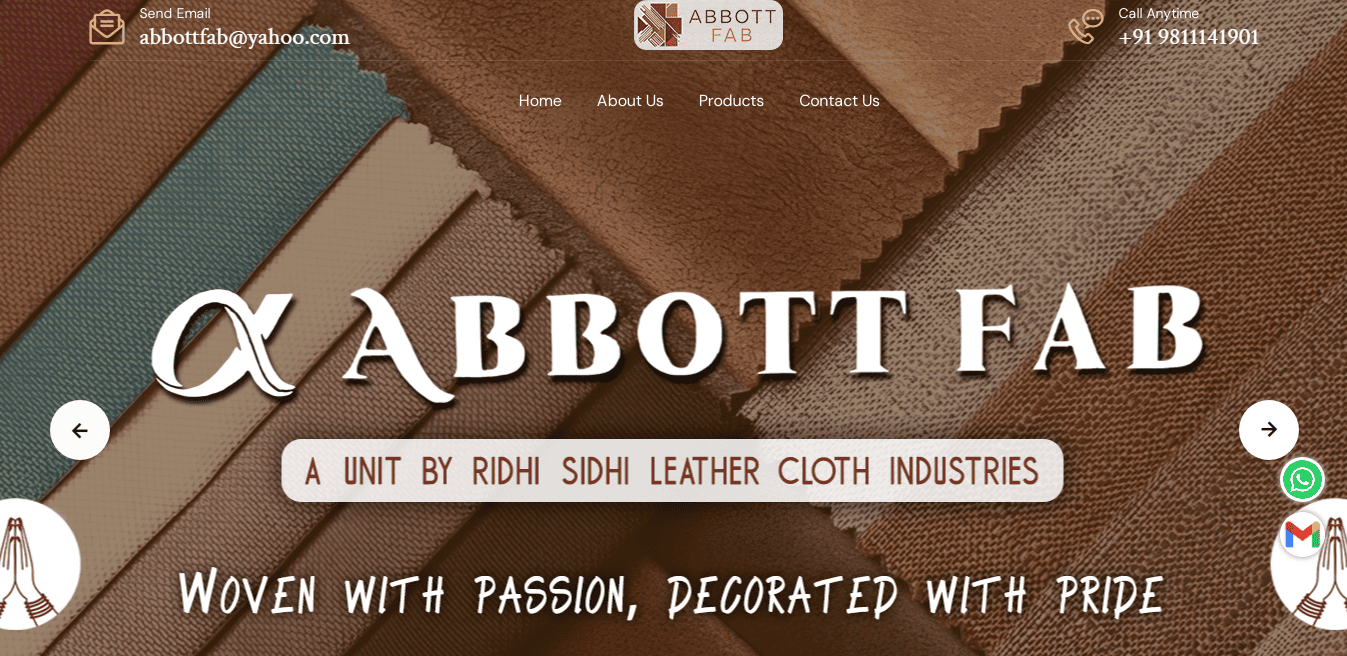 Send Email
abbottfab@yahoo.com
ABBOTT
FAB
Call Anytime
+91 9811141901
Home About Us Products Contact Us
ABBOTT FAB
A UNIT BY RIDHI SIDHI LEATHER CLOTH INDUSTRIES
WOVEN WITH PASSION, DECORATED WITH PRIDE